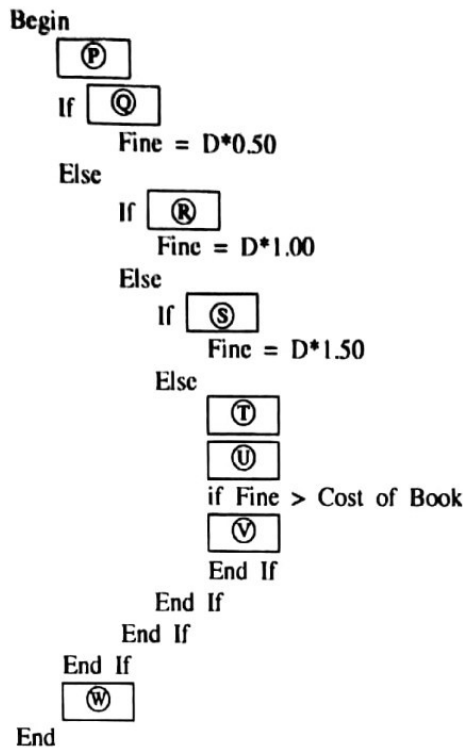 Begin
Ⓟ
If Ⓠ
Fine = D*0.50
Else
If Ⓡ
Fine = D*1.00
Else
If Ⓢ
Fine = D*1.50
Else
Ⓣ
Ⓤ
if Fine > Cost of Book
Ⓥ
End If
End If
End If
End If
Ⓦ
End